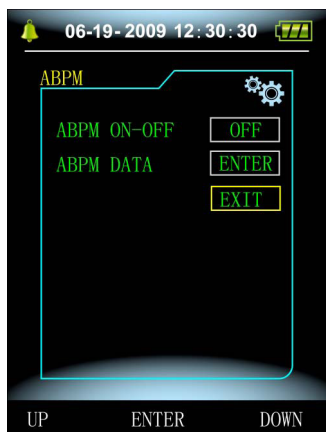 06-19-2009 12:30:30
ABPM
ABPM ON-OFF OFF
ABPM DATA ENTER
EXIT
UP ENTER DOWN